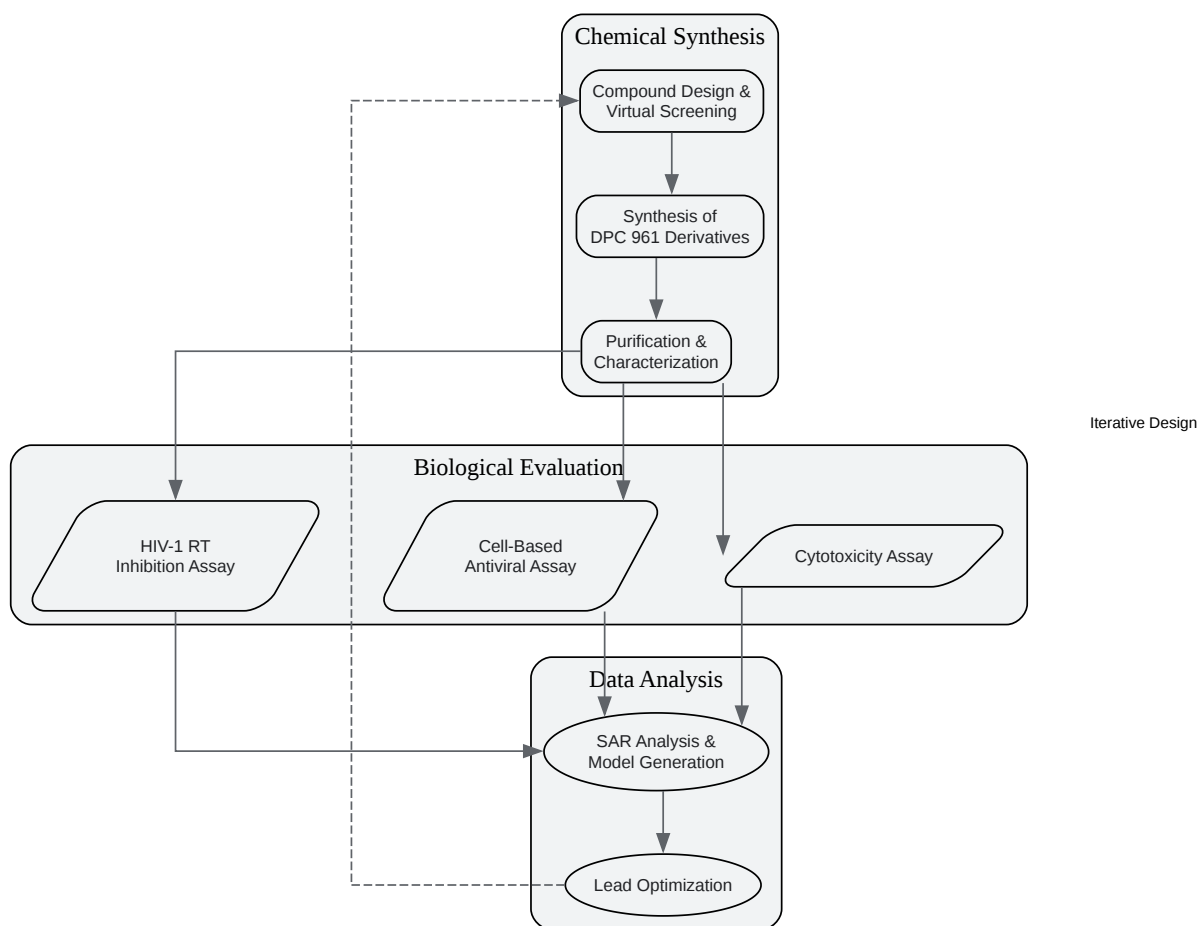 Chemical Synthesis
Compound Design &
Virtual Screening
Synthesis of
DPC 961 Derivatives
Purification &
Characterization
Iterative Design
Biological Evaluation
HIV-1 RT
Inhibition Assay
Cell-Based
Antiviral Assay
Cytotoxicity Assay
Data Analysis
SAR Analysis &
Model Generation
Lead Optimization